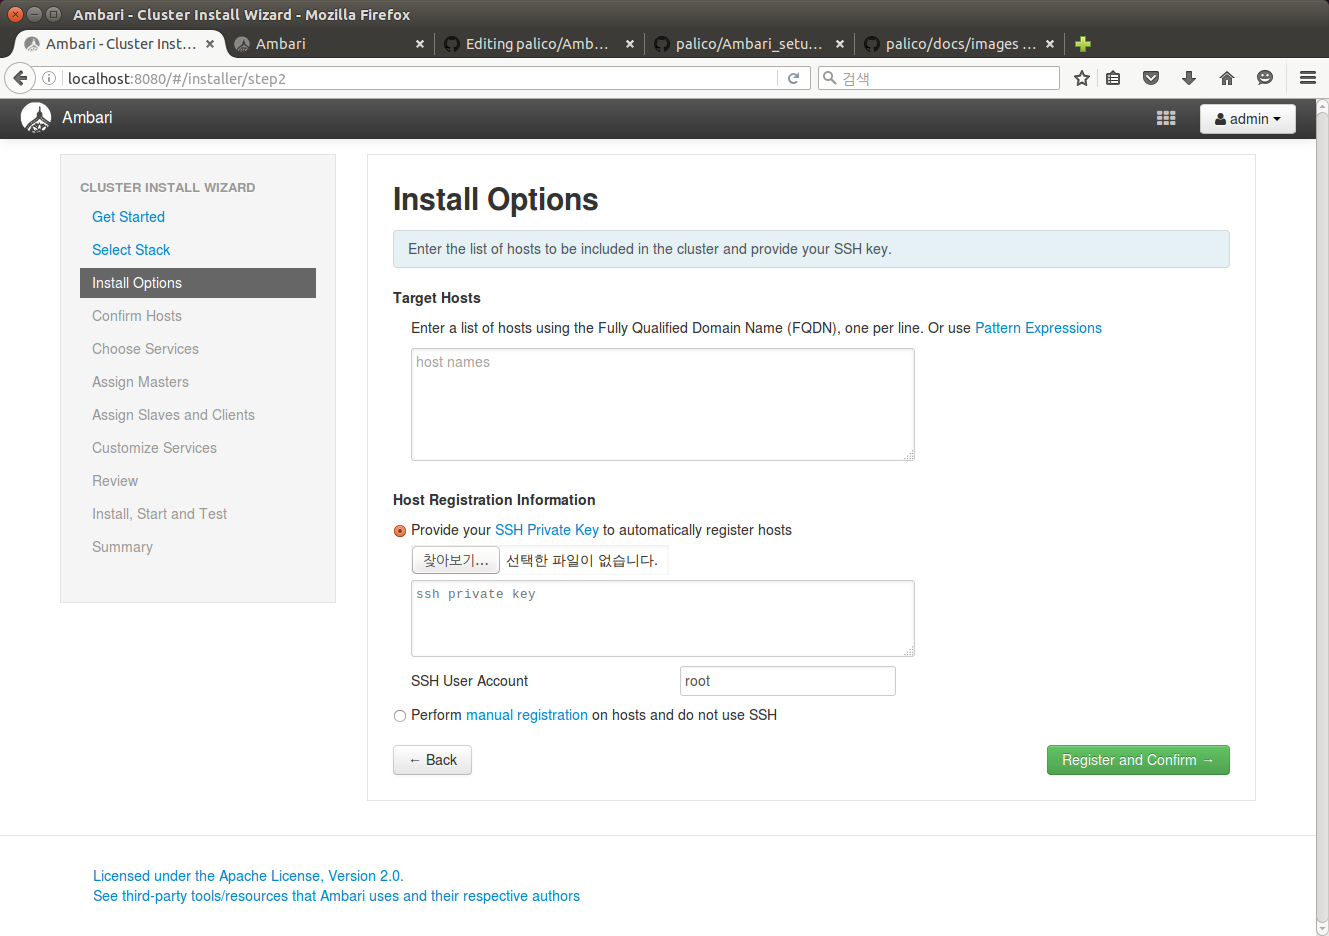 Ambari - Cluster Install Wizard - Mozilla Firefox
Ambari - Cluster Inst... × Ambari × Editing palico/Amb... × palico/Ambari_setu... × palico/docs/images ... ×
localhost:8080/#/installer/step2 검색
Ambari admin
CLUSTER INSTALL WIZARD
Get Started
Select Stack
Install Options
Confirm Hosts
Choose Services
Assign Masters
Assign Slaves and Clients
Customize Services
Review
Install, Start and Test
Summary
Install Options
Enter the list of hosts to be included in the cluster and provide your SSH key.
Target Hosts
Enter a list of hosts using the Fully Qualified Domain Name (FQDN), one per line. Or use Pattern Expressions
host names
Host Registration Information
Provide your SSH Private Key to automatically register hosts
찾아보기... 선택한 파일이 없습니다.
ssh private key
SSH User Account root
Perform manual registration on hosts and do not use SSH
← Back Register and Confirm →
Licensed under the Apache License, Version 2.0.
See third-party tools/resources that Ambari uses and their respective authors